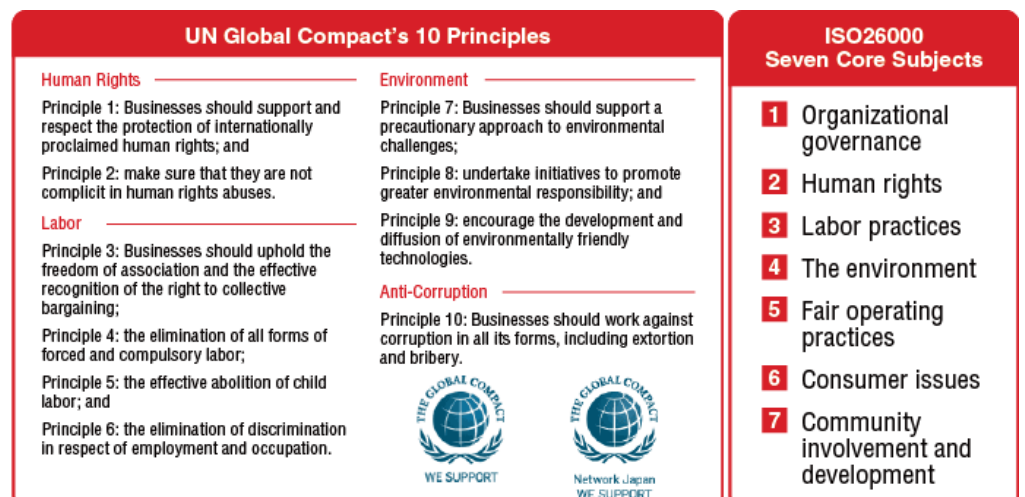 UN Global Compact's 10 Principles
Human Rights
Principle 1: Businesses should support and
respect the protection of internationally
proclaimed human rights; and
Principle 2: make sure that they are not
complicit in human rights abuses.
Labor
Principle 3: Businesses should uphold the
freedom of association and the effective
recognition of the right to collective
bargaining;
Principle 4: the elimination of all forms of
forced and compulsory labor;
Principle 5: the effective abolition of child
labor; and
Principle 6: the elimination of discrimination
in respect of employment and occupation.
Environment
Principle 7: Businesses should support a
precautionary approach to environmental
challenges;
Principle 8: undertake initiatives to promote
greater environmental responsibility; and
Principle 9: encourage the development and
diffusion of environmentally friendly
technologies.
Anti-Corruption
Principle 10: Businesses should work against
corruption in all its forms, including extortion
and bribery.
THE GLOBAL COMPACT
WE SUPPORT
THE GLOBAL COMPACT
Network Japan
WE SUPPORT
ISO26000
Seven Core Subjects
1 Organizational
governance
2 Human rights
3 Labor practices
4 The environment
5 Fair operating
practices
6 Consumer issues
7 Community
involvement and
development